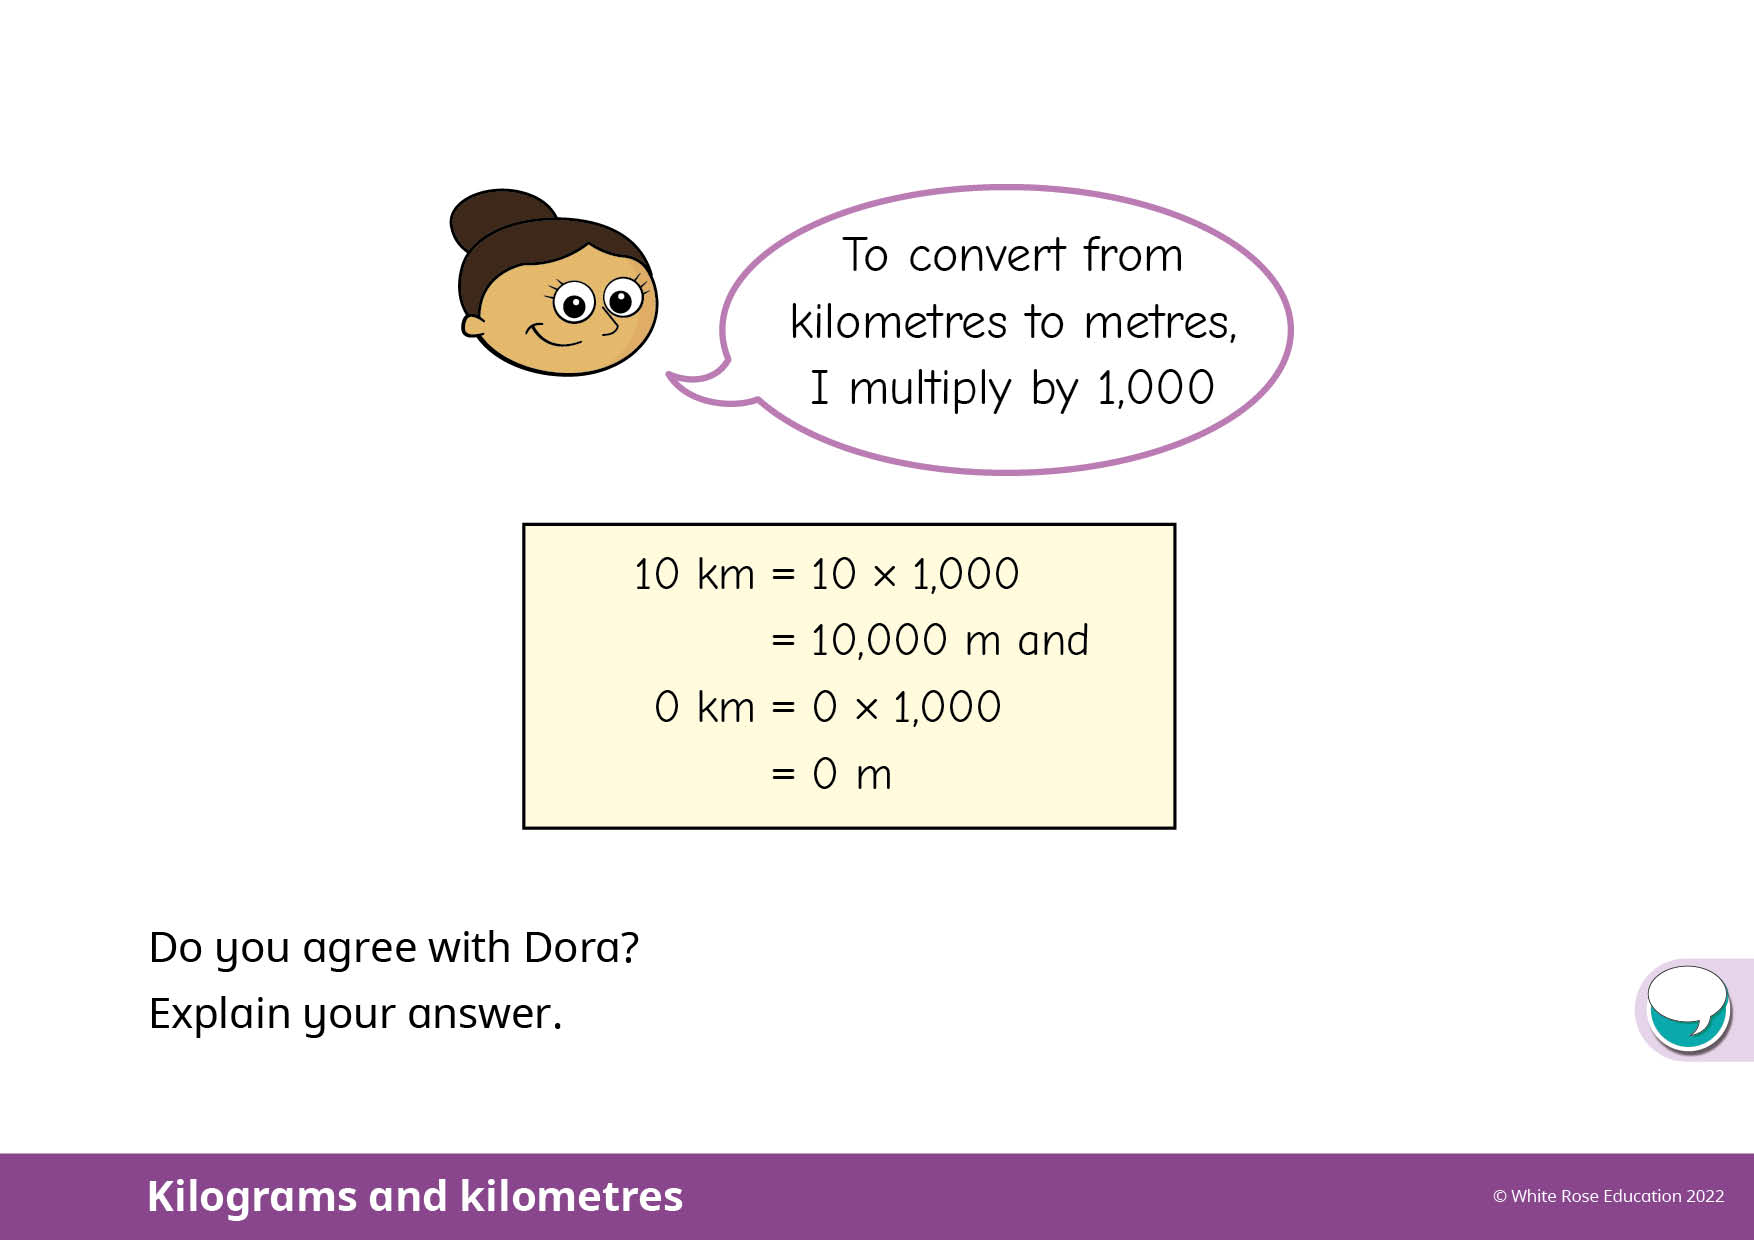 To convert from
kilometres to metres,
I multiply by 1,000
10 km = 10 × 1,000
= 10,000 m and
0 km = 0 × 1,000
= 0 m
Do you agree with Dora?
Explain your answer.
Kilograms and kilometres
© White Rose Education 2022